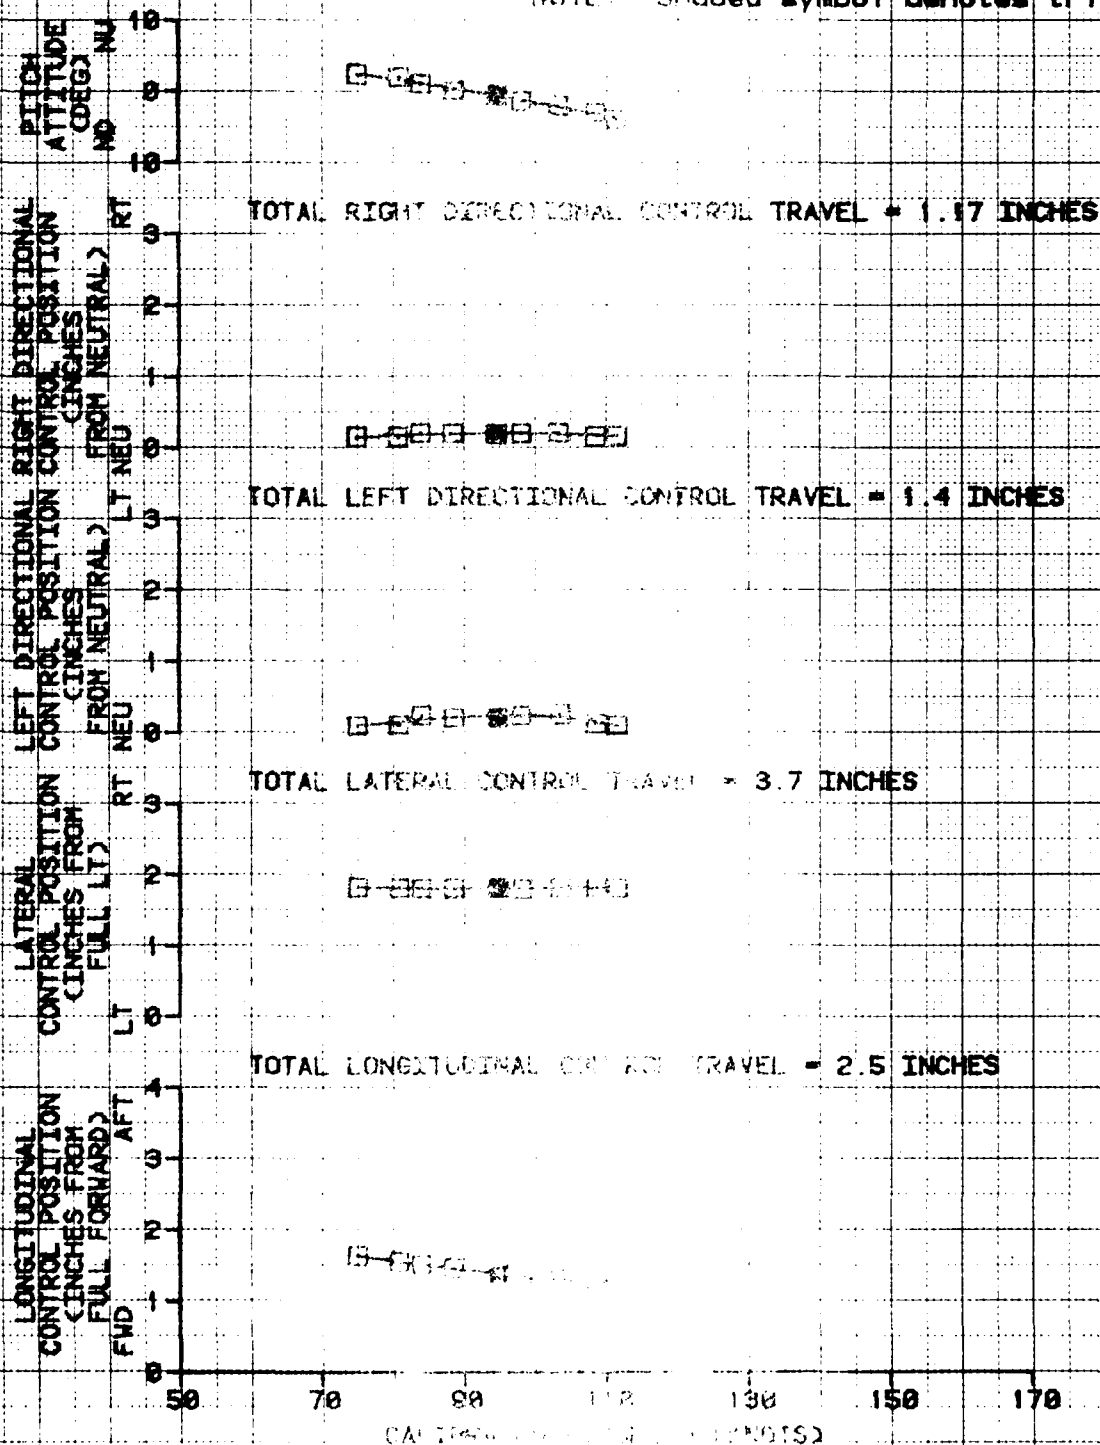 Shaded symbol denotes
PITCH
ATTITUDE
(DEG)
ND NU
10
0
10
TOTAL RIGHT DIRECTIONAL CONTROL TRAVEL = 1.17 INCHES
RIGHT DIRECTIONAL
CONTROL POSITION
(INCHES
FROM NEUTRAL)
NEU RT
3
2
1
0
TOTAL LEFT DIRECTIONAL CONTROL TRAVEL = 1.4 INCHES
LEFT DIRECTIONAL
CONTROL POSITION
(INCHES
FROM NEUTRAL)
NEU LT
3
2
1
0
TOTAL LATERAL CONTROL TRAVEL = 3.7 INCHES
LATERAL
CONTROL POSITION
(INCHES FROM
FULL LT)
LT RT
3
2
1
0
TOTAL LONGITUDINAL CONTROL TRAVEL = 2.5 INCHES
LONGITUDINAL
CONTROL POSITION
(INCHES FROM
FULL FORWARD)
FWD AFT
4
3
2
1
0
50 70 90 110 130 150 170